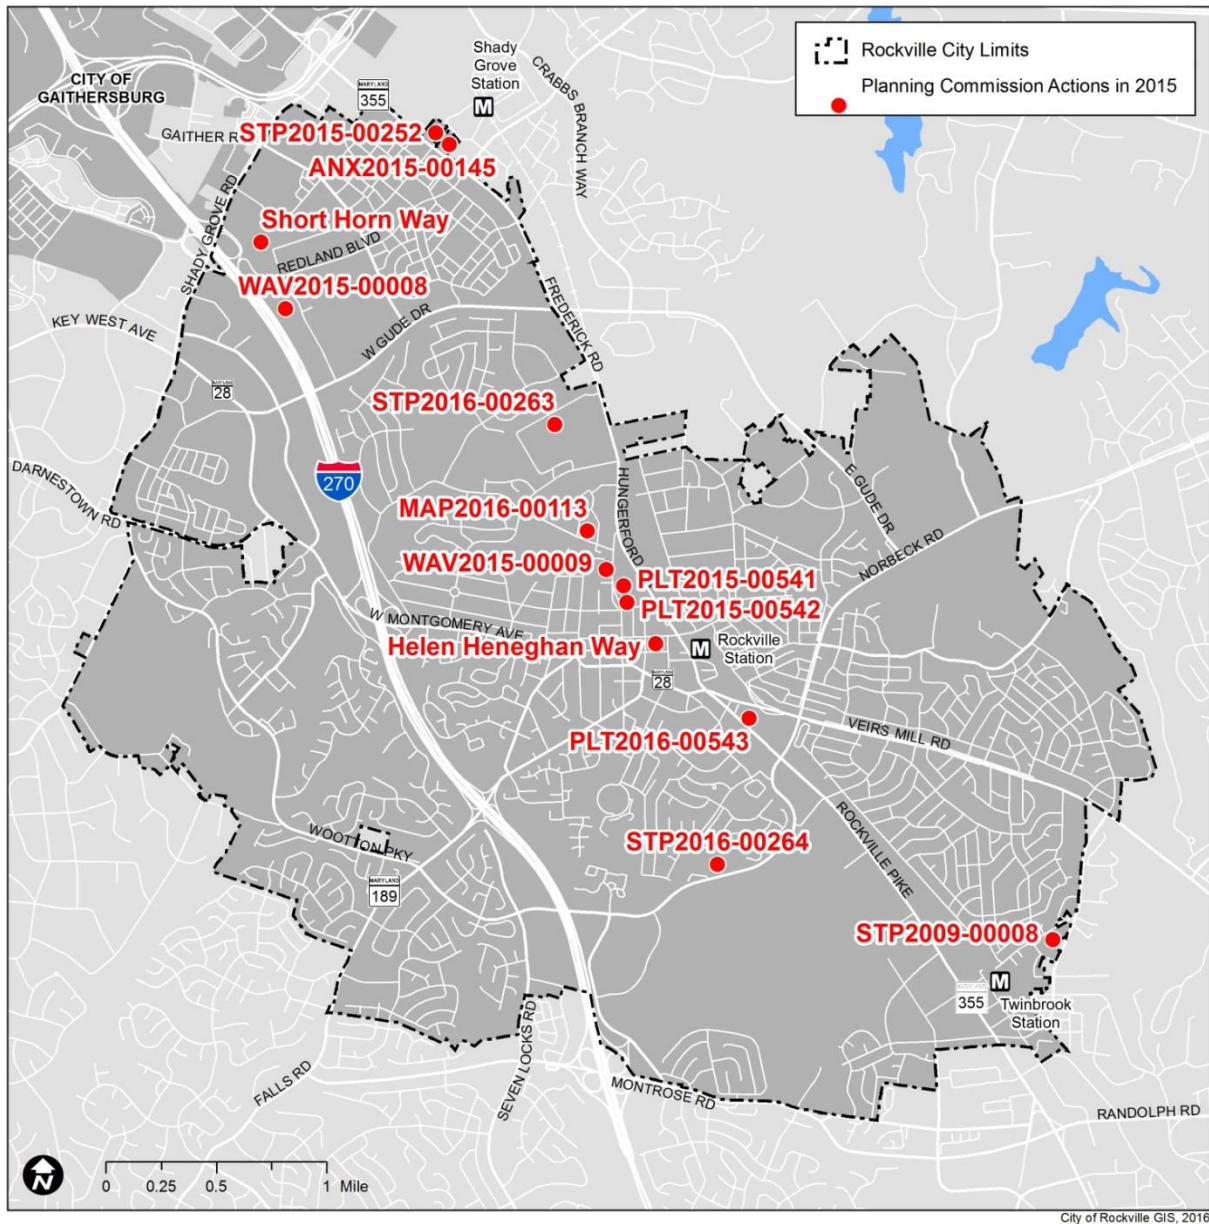 Rockville City Limits
Planning Commission Actions in 2015
CITY OF
GAITHERSBURG
MARYLAND
355
Shady
Grove
Station
M
CRABBS BRANCH WAY
GAITHER R
STP2015-00252
ANX2015-00145
SHADY GROVE RD
Short Horn Way
REDLAND BLVD
WAV2015-00008
FREDERICK RD
KEY WEST AVE
W GUDE DR
MARYLAND
28
STP2016-00263
DARNESTOWN RD
270
HUNGERFORD
E GUDE DR
MAP2016-00113
NORBECK RD
WAV2015-00009
PLT2015-00541
PLT2015-00542
W MONTGOMERY AVE
Helen Heneghan Way
M
Rockville
Station
MARYLAND
28
PLT2016-00543
VEIRS MILL RD
WOOTTON PKY
STP2016-00264
ROCKVILLE PIKE
MARYLAND
189
STP2009-00008
MARYLAND
355
M
Twinbrook
Station
SEVEN LOCKS RD
FALLS RD
MONTROSE RD
RANDOLPH RD
N
0 0.25 0.5 1 Mile
City of Rockville GIS, 2016